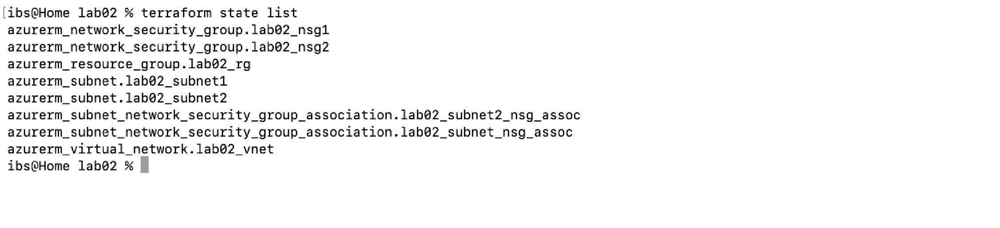 [ibs@Home lab02 % terraform state list
azurerm_network_security_group.lab02_nsg1
azurerm_network_security_group.lab02_nsg2
azurerm_resource_group.lab02_rg
azurerm_subnet.lab02_subnet1
azurerm_subnet.lab02_subnet2
azurerm_subnet_network_security_group_association.lab02_subnet2_nsg_assoc
azurerm_subnet_network_security_group_association.lab02_subnet_nsg_assoc
azurerm_virtual_network.lab02_vnet
ibs@Home lab02 %